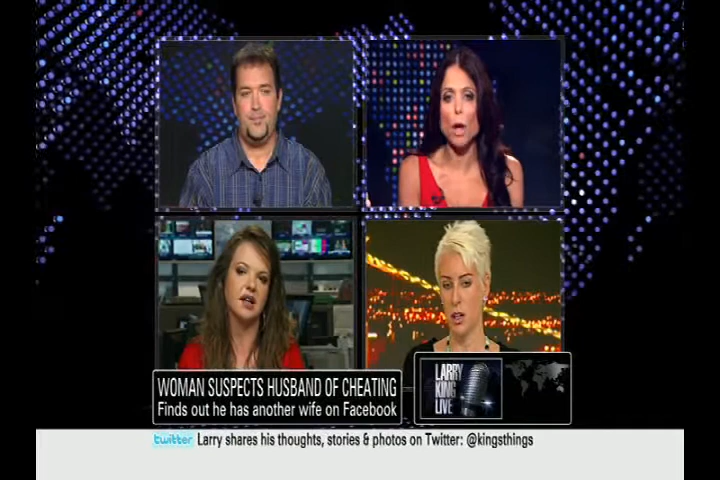 WOMAN SUSPECTS HUSBAND OF CHEATING
Finds out he has another wife on Facebook
LARRY
KING
LIVE
twitter Larry shares his thoughts, stories & photos on Twitter: @kingsthings